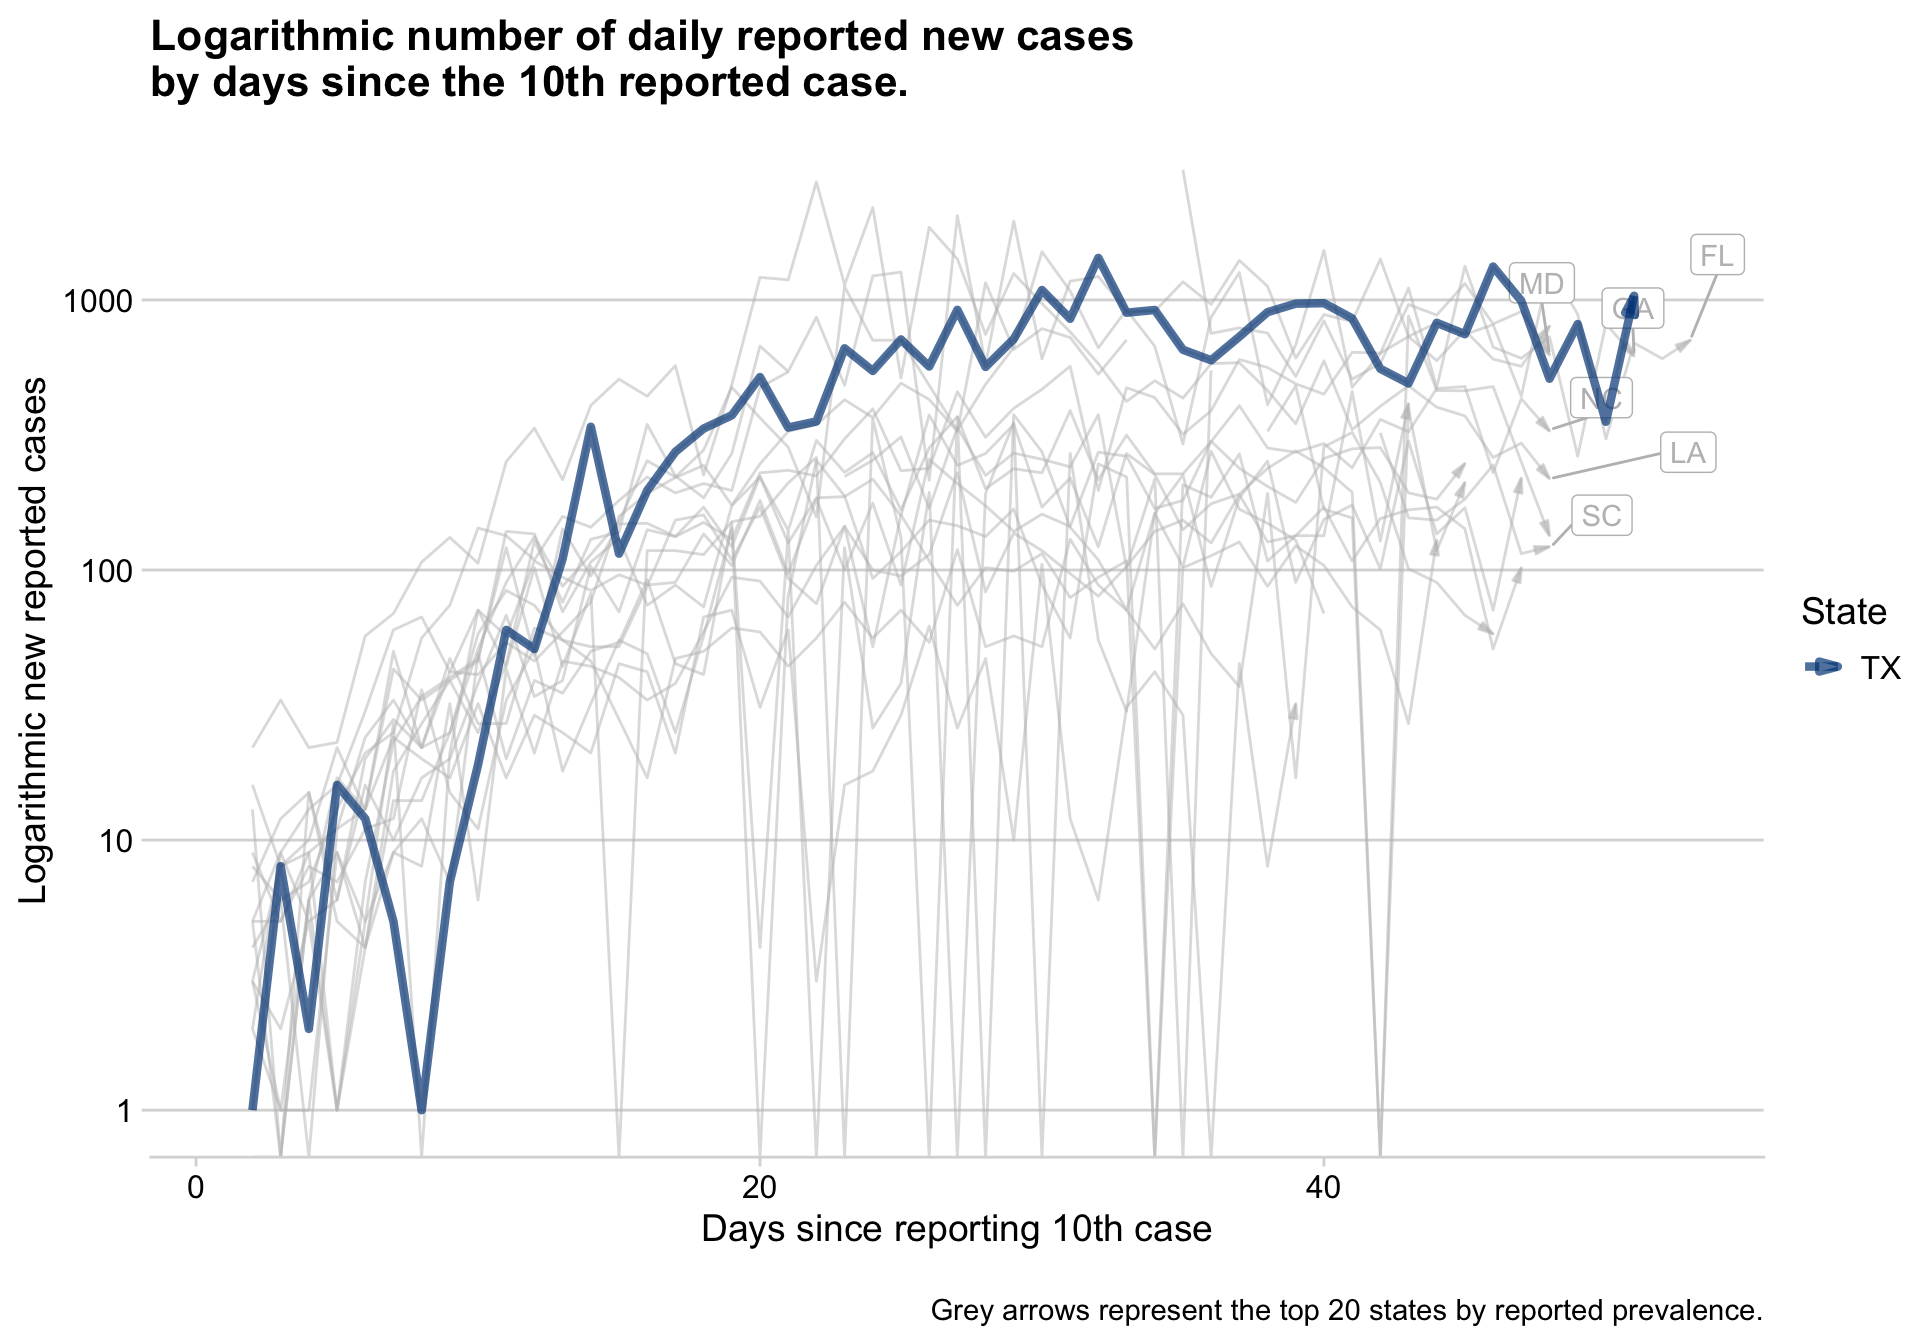 Logarithmic number of daily reported new cases
by days since the 10th reported case.
Logarithmic new reported cases
1000
100
10
1
FL
MD
GA
NC
LA
SC
State
TX
0
20
40
Days since reporting 10th case
Grey arrows represent the top 20 states by reported prevalence.